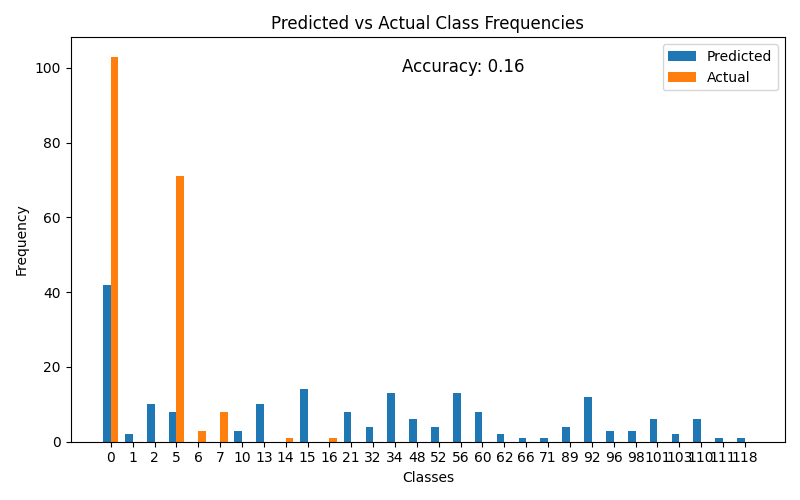 Predicted vs Actual Class Frequencies
Accuracy: 0.16
Predicted
Actual
Frequency
100
80
60
40
20
0
0 1 2 5 6 7 10 13 14 15 16 21 32 34 48 52 56 60 62 66 71 89 92 96 98 101 103 110 111 118
Classes